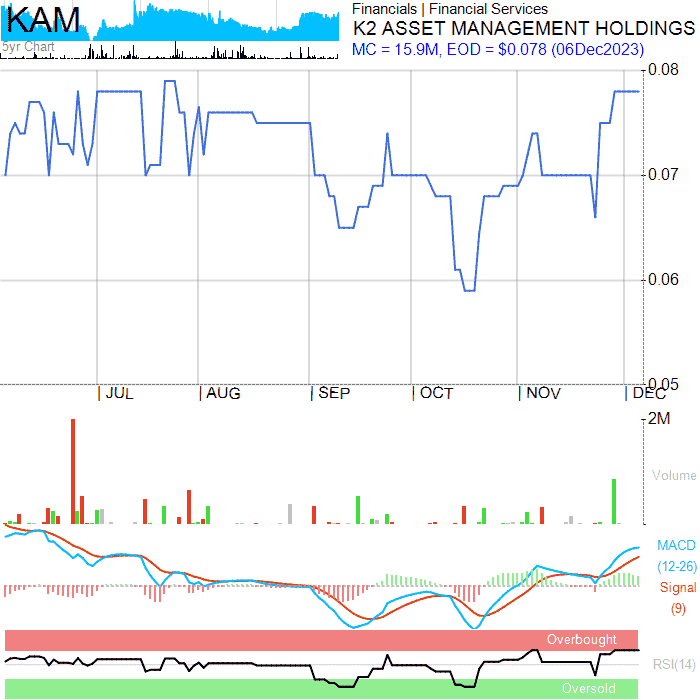 KAM
5yr Chart
Financials | Financial Services
K2 ASSET MANAGEMENT HOLDINGS
MC = 15.9M, EOD = $0.078 (06Dec2023)
0.08
0.07
0.06
0.05
JUL
AUG
SEP
OCT
NOV
DEC
2M
Volume
MACD
(12-26)
Signal
(9)
Overbought
RSI(14)
Oversold